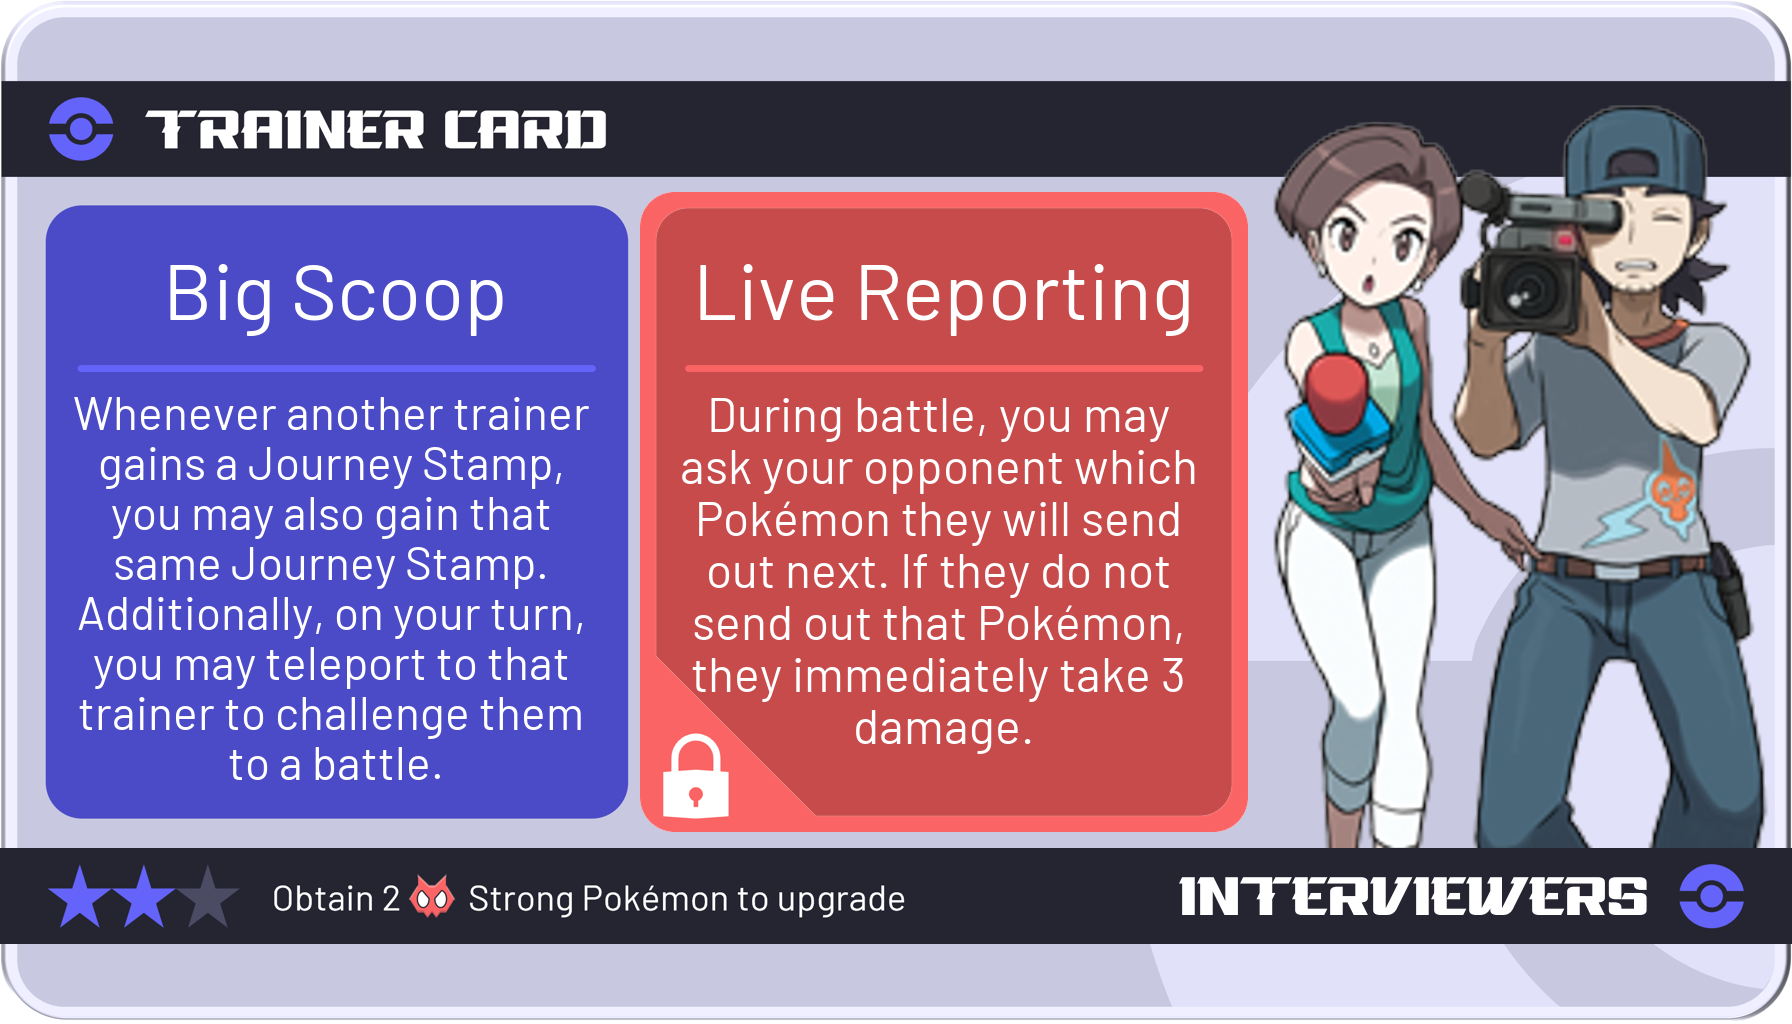 TRAINER CARD
Big Scoop
Whenever another trainer
gains a Journey Stamp,
you may also gain that
same Journey Stamp.
Additionally, on your turn,
you may teleport to that
trainer to challenge them
to a battle.
Live Reporting
During battle, you may
ask your opponent which
Pokémon they will send
out next. If they do not
send out that Pokémon,
they immediately take 3
damage.
Obtain 2 Strong Pokémon to upgrade
INTERVIEWERS